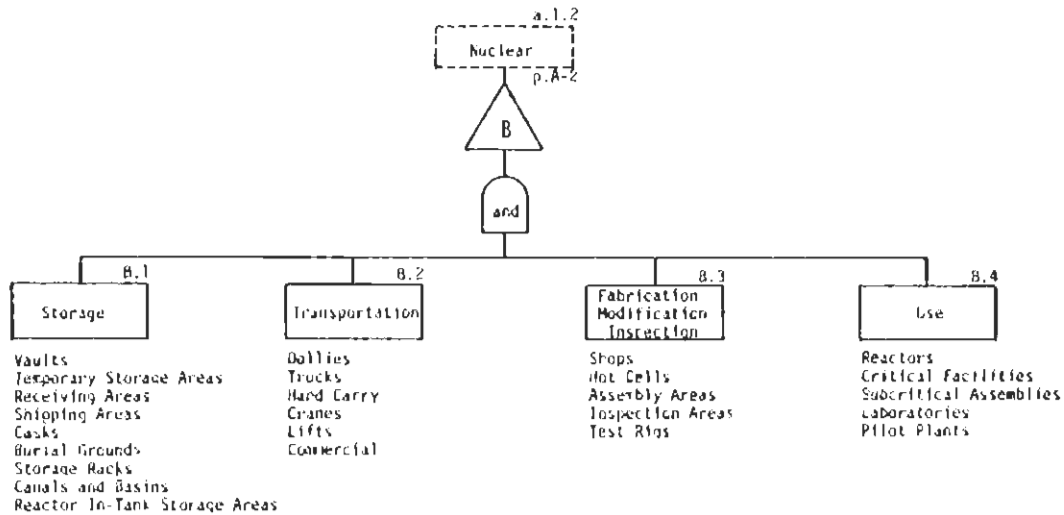 a.1.2
Nuclear
p.A-2
B
and
B.1
Storage
Vaults
Temporary Storage Areas
Receiving Areas
Shipping Areas
Casks
Burial Grounds
Storage Racks
Canals and Basins
Reactor In-Tank Storage Areas
B.2
Transportation
Dollies
Trucks
Hand Carry
Cranes
Lifts
Commercial
B.3
Fabrication
Modification
Inspection
Shops
Hot Cells
Assembly Areas
Inspection Areas
Test Rigs
B.4
Use
Reactors
Critical Facilities
Subcritical Assemblies
Laboratories
Pilot Plants